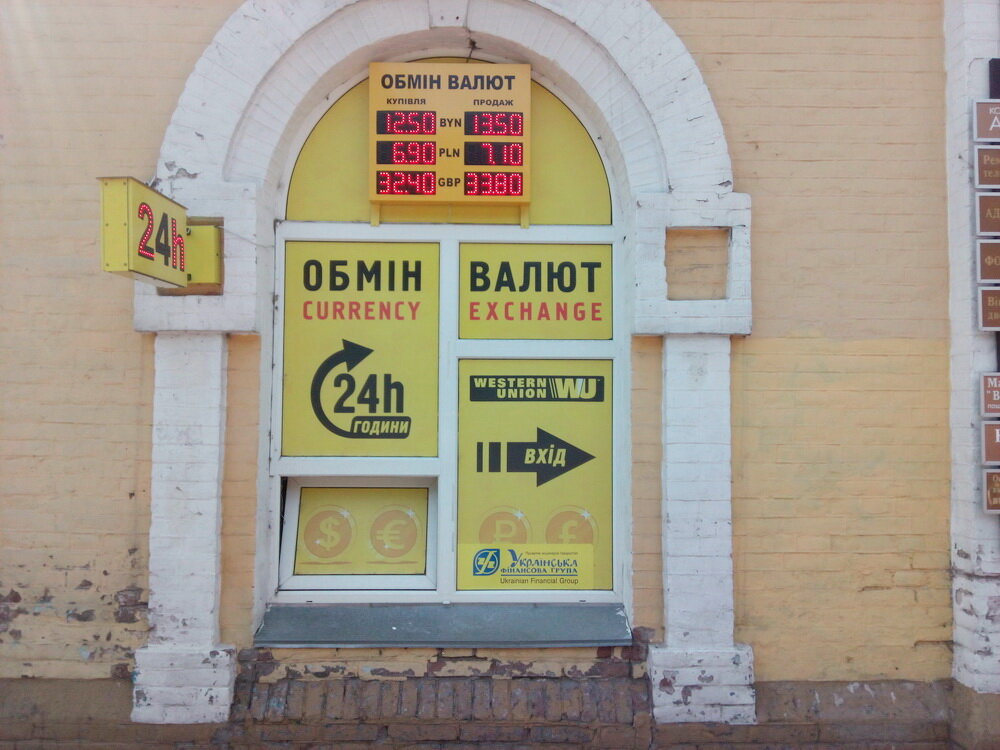 ОБМІН ВАЛЮТ
КУПІВЛЯ ПРОДАЖ
12.50 BYN 13.50
6.90 PLN 7.10
32.40 GBP 33.80
24h
ОБМІН ВАЛЮТ
CURRENCY EXCHANGE
24h
ГОДИНИ
WESTERN UNION WU
ВХІД
$ € ₽ £
Українська
ФІНАНСОВА ГРУПА
Ukrainian Financial Group